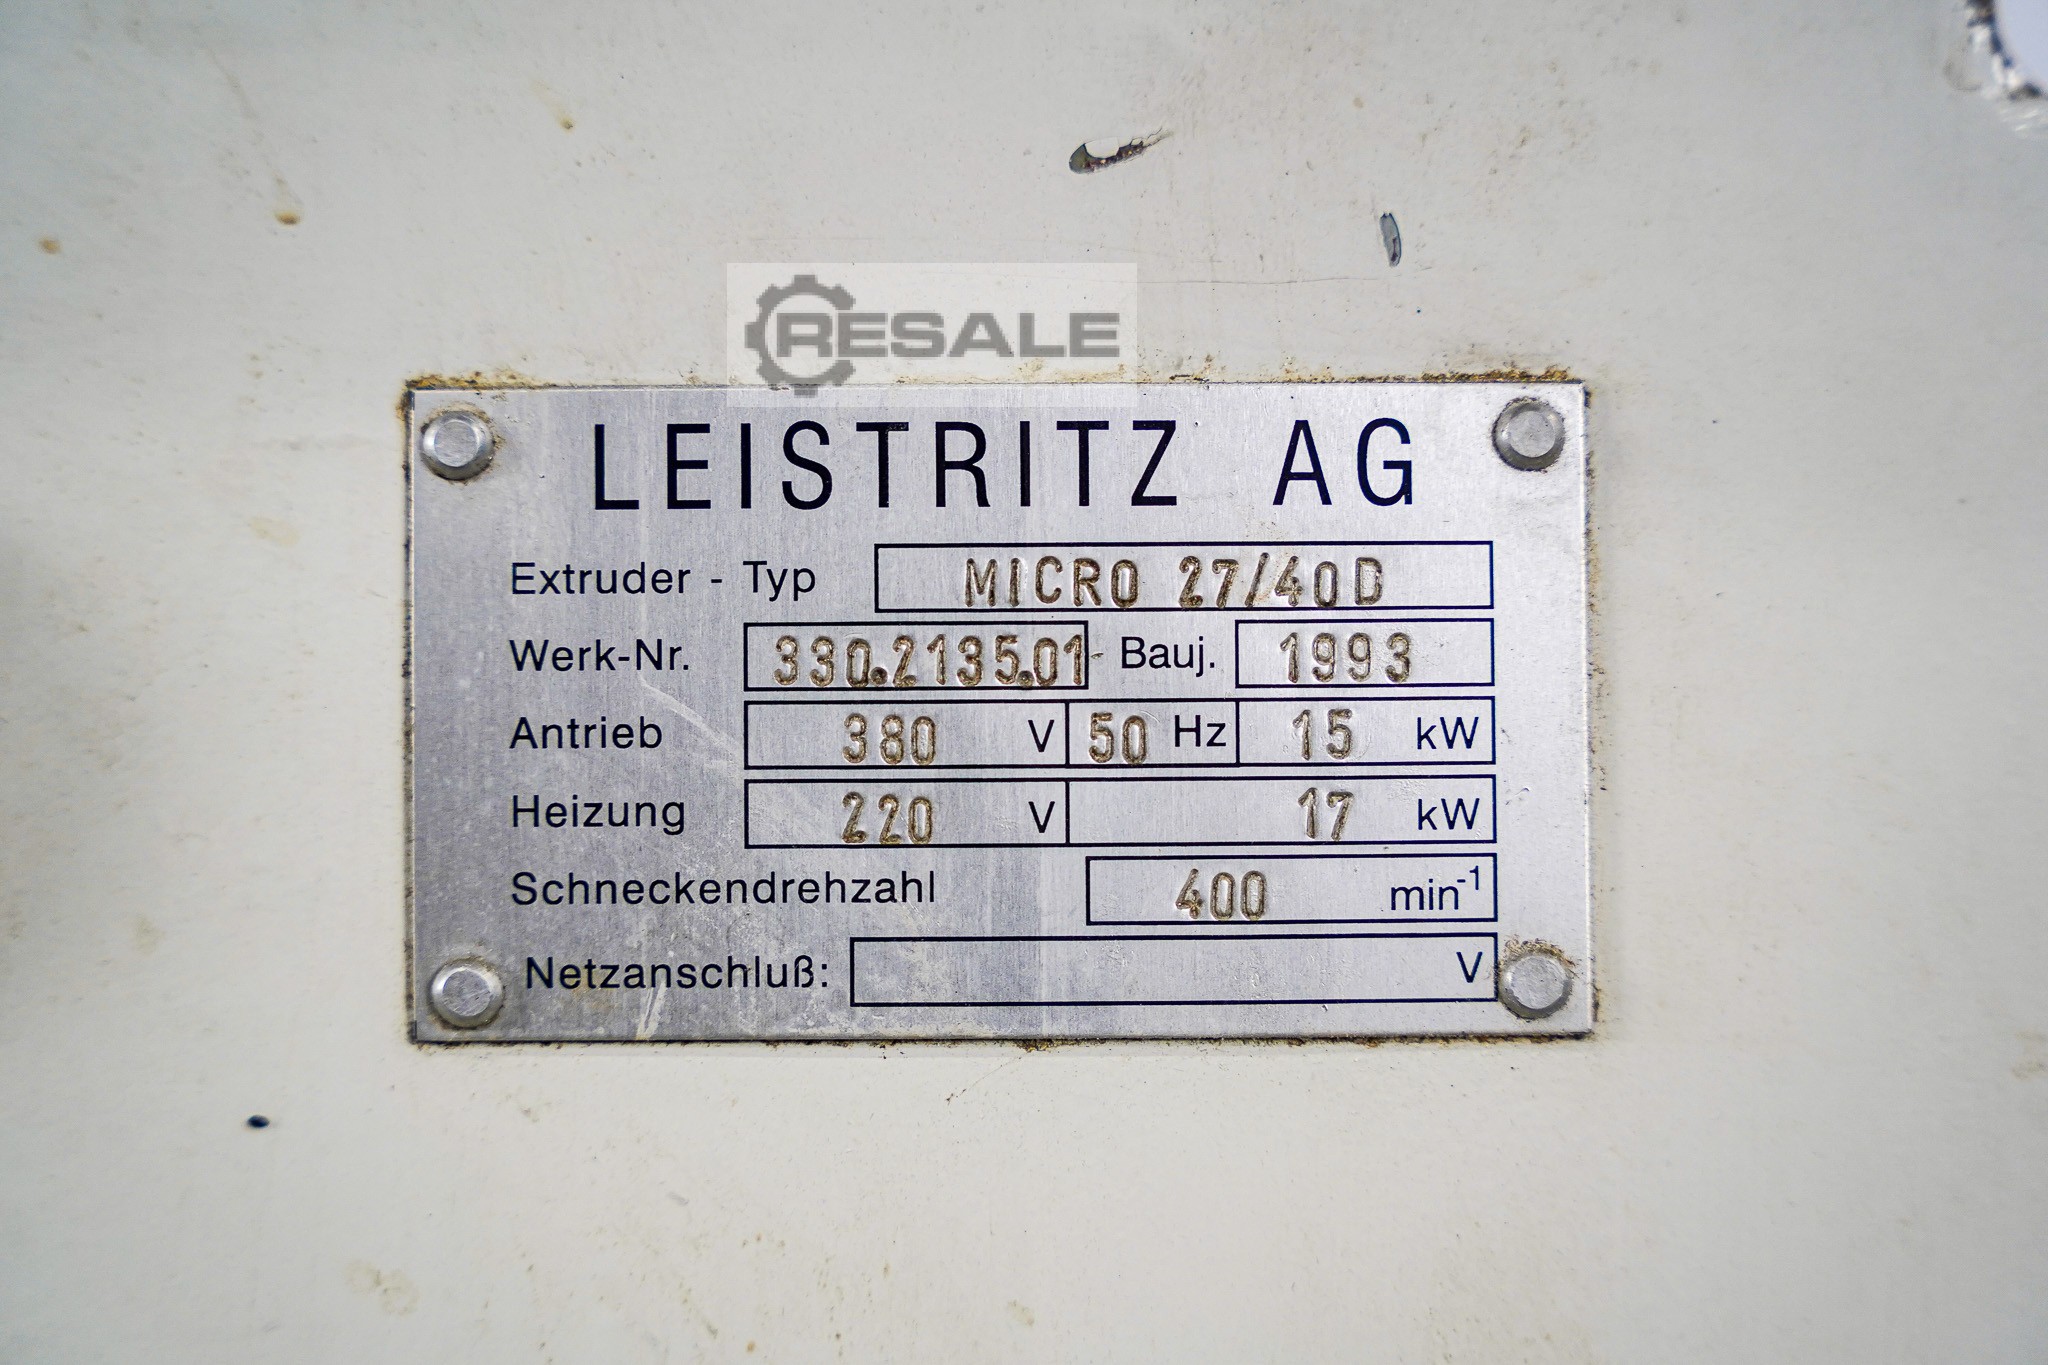 RESALE
LEISTRITZ AG
Extruder - Typ MICRO 27/40D
Werk-Nr. 330.2135.01 Bauj. 1993
Antrieb 380 V 50 Hz 15 kW
Heizung 220 V 17 kW
Schneckendrehzahl 400 min⁻¹
Netzanschluß: V